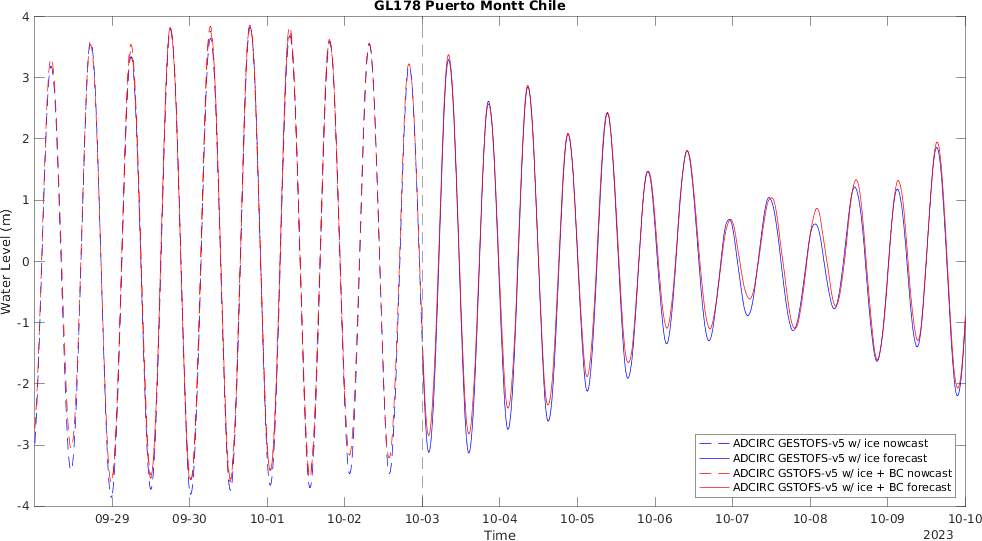 GL178 Puerto Montt Chile
4
3
2
1
0
-1
-2
-3
-4
Water Level (m)
ADCIRC GESTOFS-v5 w/ ice nowcast
ADCIRC GESTOFS-v5 w/ ice forecast
ADCIRC GSTOFS-v5 w/ ice + BC nowcast
ADCIRC GSTOFS-v5 w/ ice + BC forecast
09-29 09-30 10-01 10-02 10-03 10-04 10-05 10-06 10-07 10-08 10-09 10-10
Time
2023